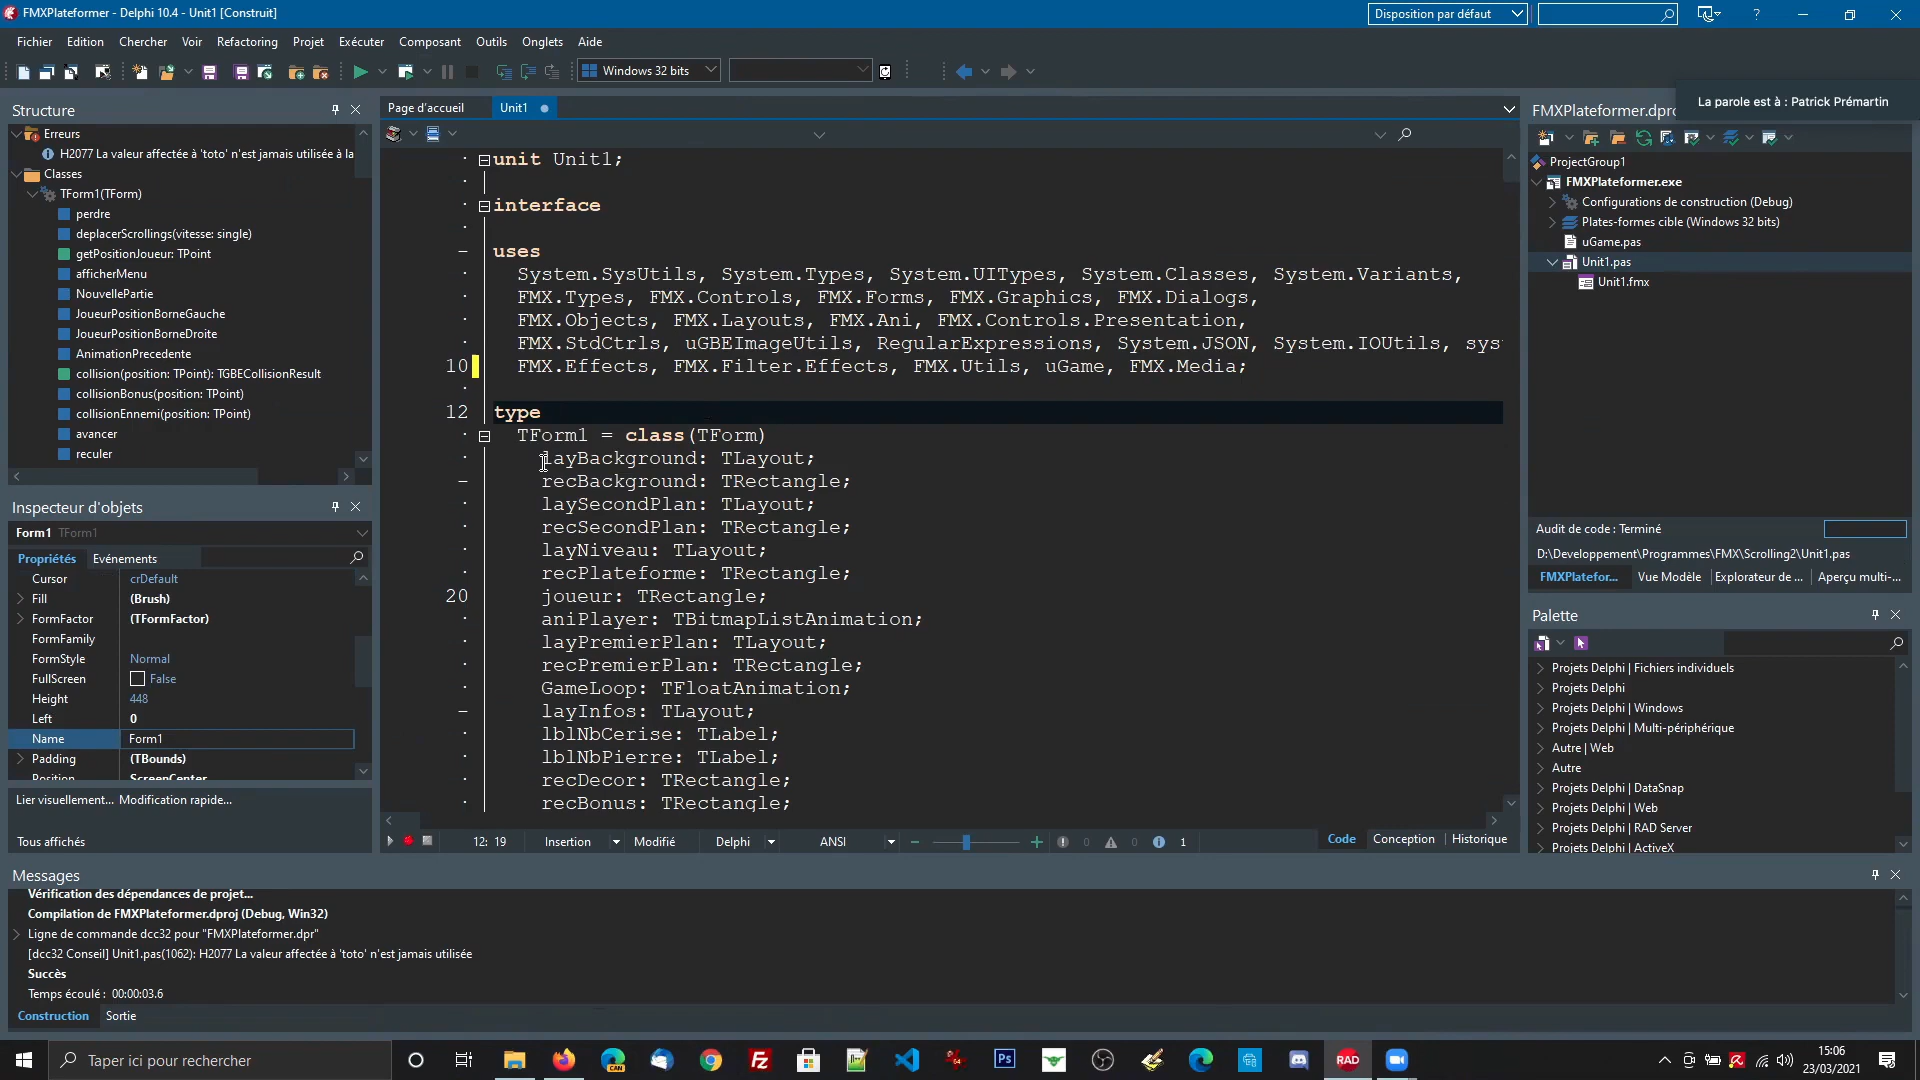 FMXPlateformer - Delphi 10.4 - Unit1 [Construit]
Disposition par défaut
?
Fichier Edition Chercher Voir Refactoring Projet Exécuter Composant Outils Onglets Aide
Windows 32 bits
La parole est à : Patrick Prémartin
Structure
Erreurs
H2077 La valeur affectée à 'toto' n'est jamais utilisée à la
Classes
TForm1(TForm)
perdre
deplacerScrollings(vitesse: single)
getPositionJoueur: TPoint
afficherMenu
NouvellePartie
JoueurPositionBorneGauche
JoueurPositionBorneDroite
AnimationPrecedente
collision(position: TPoint): TGBECollisionResult
collisionBonus(position: TPoint)
collisionEnnemi(position: TPoint)
avancer
reculer
Inspecteur d'objets
Form1 TForm1
Propriétés Evénements
Cursor crDefault
Fill (Brush)
FormFactor (TFormFactor)
FormFamily
FormStyle Normal
FullScreen False
Height 448
Left 0
Name Form1
Padding (TBounds)
Position ScreenCenter
Lier visuellement... Modification rapide...
Tous affichés
Page d'accueil Unit1
unit Unit1;
interface
uses
System.SysUtils, System.Types, System.UITypes, System.Classes, System.Variants,
FMX.Types, FMX.Controls, FMX.Forms, FMX.Graphics, FMX.Dialogs,
FMX.Objects, FMX.Layouts, FMX.Ani, FMX.Controls.Presentation,
FMX.StdCtrls, uGBEImageUtils, RegularExpressions, System.JSON, System.IOUtils, sys
10 FMX.Effects, FMX.Filter.Effects, FMX.Utils, uGame, FMX.Media;
12 type
TForm1 = class(TForm)
layBackground: TLayout;
recBackground: TRectangle;
laySecondPlan: TLayout;
recSecondPlan: TRectangle;
layNiveau: TLayout;
recPlateforme: TRectangle;
20 joueur: TRectangle;
aniPlayer: TBitmapListAnimation;
layPremierPlan: TLayout;
recPremierPlan: TRectangle;
GameLoop: TFloatAnimation;
layInfos: TLayout;
lblNbCerise: TLabel;
lblNbPierre: TLabel;
recDecor: TRectangle;
recBonus: TRectangle;
12: 19 Insertion Modifié Delphi ANSI 0 0 1 Code Conception Historique
FMXPlateformer.dpro
ProjectGroup1
FMXPlateformer.exe
Configurations de construction (Debug)
Plates-formes cible (Windows 32 bits)
uGame.pas
Unit1.pas
Unit1.fmx
Audit de code : Terminé
D:\Developpement\Programmes\FMX\Scrolling2\Unit1.pas
FMXPlatefor... Vue Modèle Explorateur de ... Aperçu multi-...
Palette
Projets Delphi | Fichiers individuels
Projets Delphi
Projets Delphi | Windows
Projets Delphi | Multi-périphérique
Autre | Web
Autre
Projets Delphi | DataSnap
Projets Delphi | Web
Projets Delphi | RAD Server
Projets Delphi | ActiveX
Messages
Vérification des dépendances de projet...
Compilation de FMXPlateformer.dproj (Debug, Win32)
Ligne de commande dcc32 pour "FMXPlateformer.dpr"
[dcc32 Conseil] Unit1.pas(1062): H2077 La valeur affectée à 'toto' n'est jamais utilisée
Succès
Temps écoulé : 00:00:03.6
Construction Sortie
Taper ici pour rechercher
CAN
Fz
Ps
RAD
15:06
23/03/2021